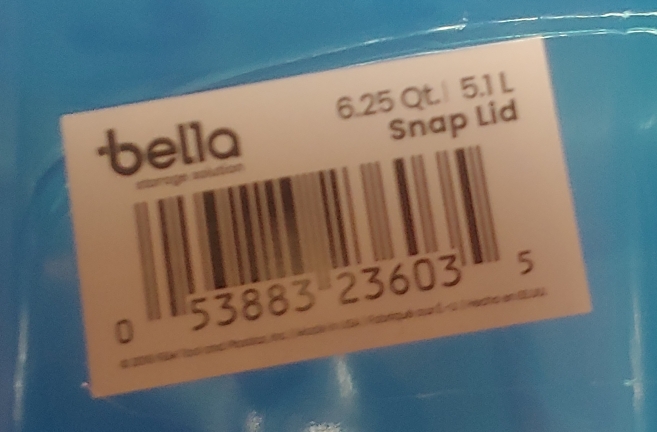 bella
storage solution
6.25 Qt. | 5.1 L
Snap Lid
0 53883 23603 5
Made in USA